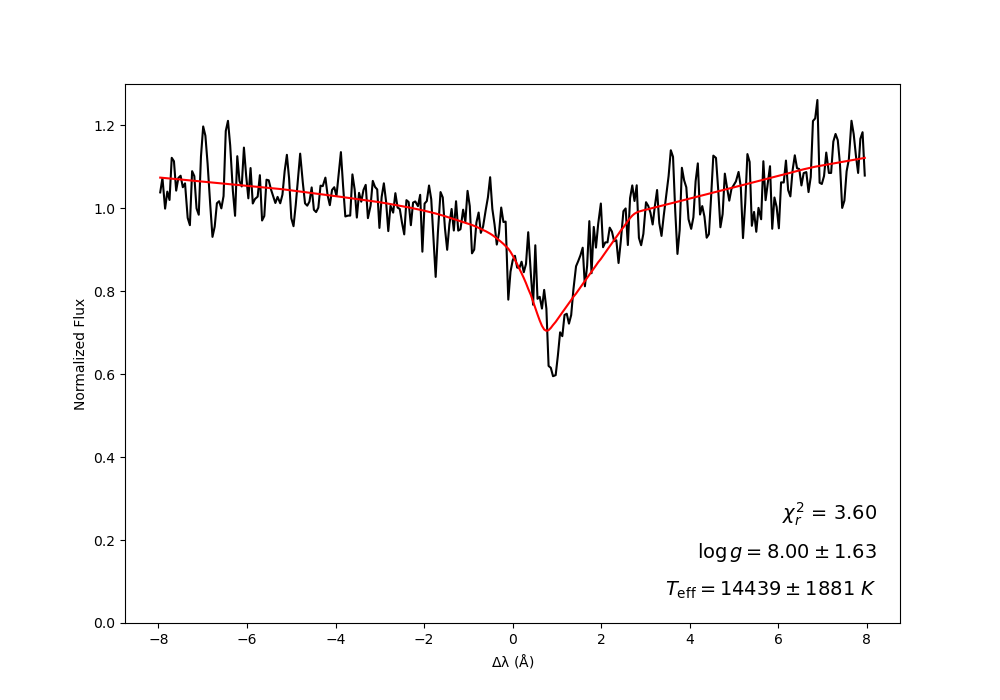 1.2
1.0
0.8
0.6
0.4
0.2
0.0
Normalized Flux
χ²ᵣ = 3.60
log g = 8.00 ± 1.63
T_eff = 14439 ± 1881 K
−8 −6 −4 −2 0 2 4 6 8
Δλ (Å)